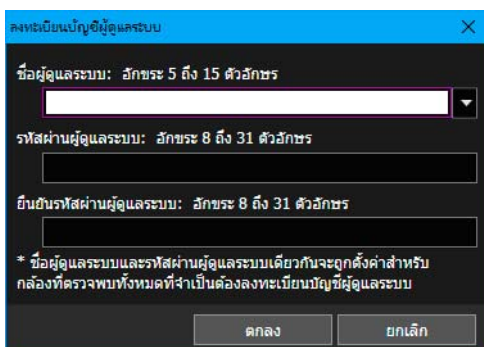 ลงทะเบียนบัญชีผู้ดูแลระบบ
ชื่อผู้ดูแลระบบ: อักขระ 5 ถึง 15 ตัวอักษร
รหัสผ่านผู้ดูแลระบบ: อักขระ 8 ถึง 31 ตัวอักษร
ยืนยันรหัสผ่านผู้ดูแลระบบ: อักขระ 8 ถึง 31 ตัวอักษร
* ชื่อผู้ดูแลระบบและรหัสผ่านผู้ดูแลระบบเดียวกันจะถูกตั้งค่าสำหรับ
กล้องที่ตรวจพบทั้งหมดที่จำเป็นต้องลงทะเบียนบัญชีผู้ดูแลระบบ
ตกลง ยกเลิก